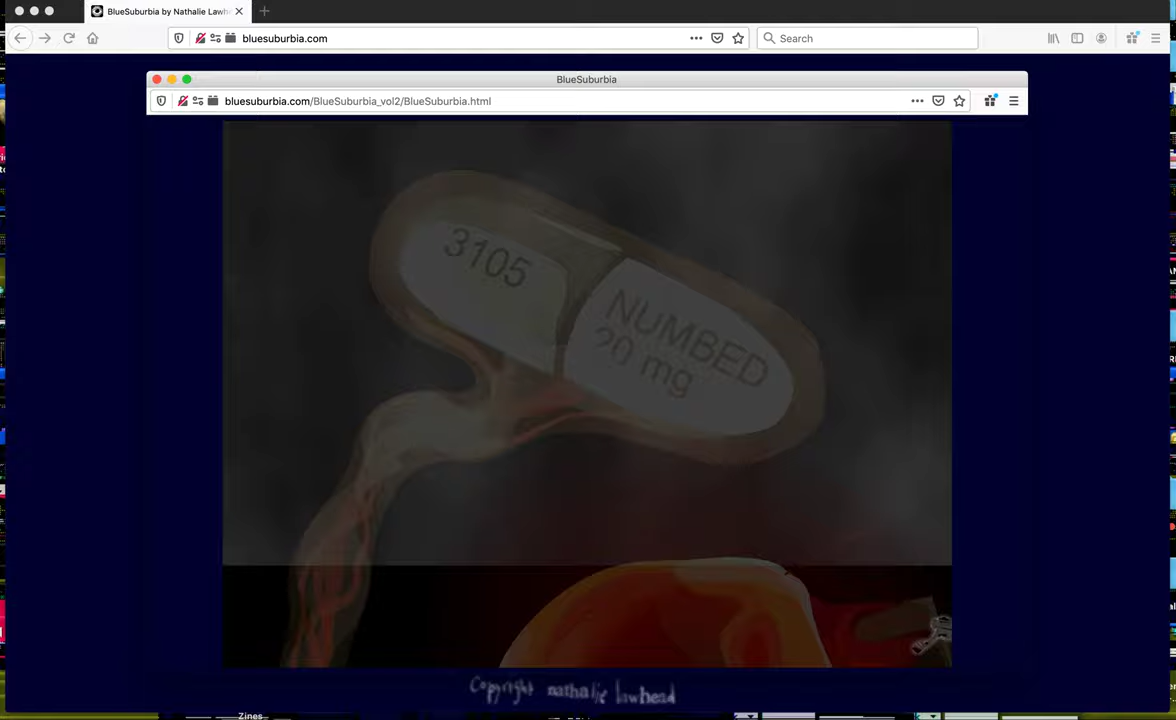 BlueSuburbia by Nathalie Lawh
bluesuburbia.com
Search
BlueSuburbia
bluesuburbia.com/BlueSuburbia_vol2/BlueSuburbia.html
3105
NUMBED
20 mg
Copyright nathalie lawhead
Zines